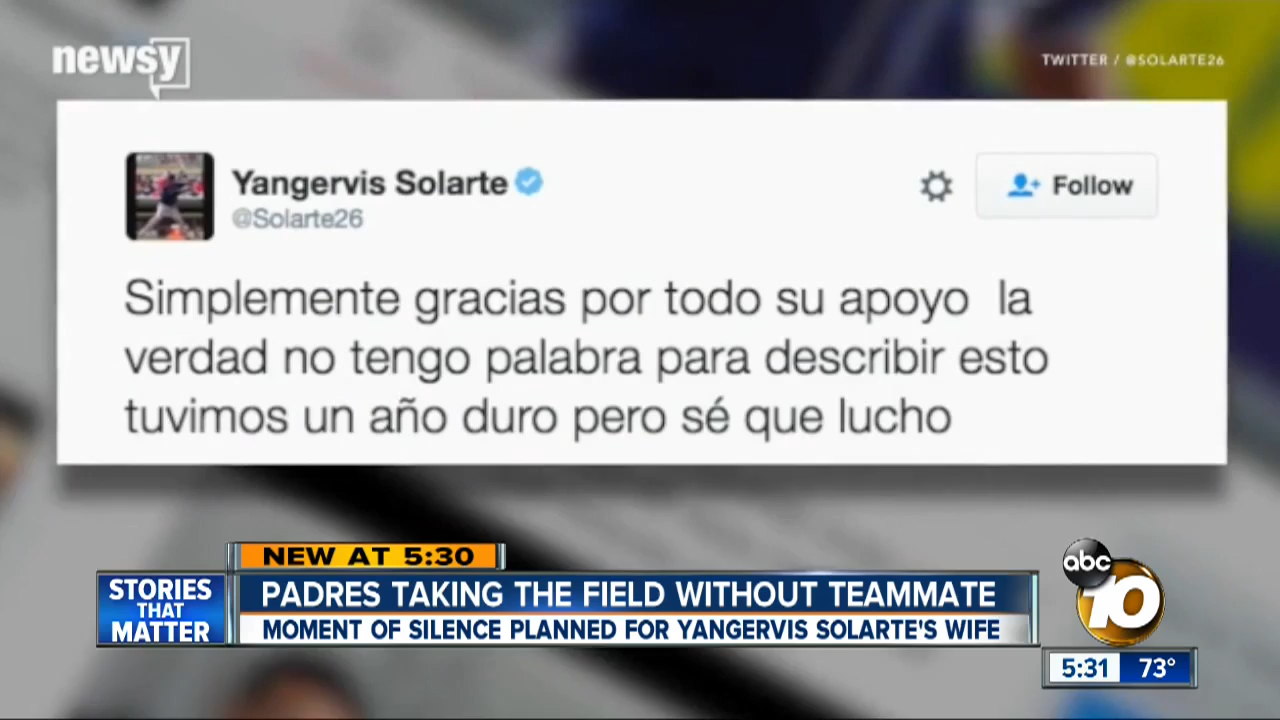 newsy
TWITTER / @SOLARTE26
Yangervis Solarte
@Solarte26
Follow
Simplemente gracias por todo su apoyo la
verdad no tengo palabra para describir esto
tuvimos un año duro pero sé que lucho
NEW AT 5:30
STORIES
THAT
MATTER
PADRES TAKING THE FIELD WITHOUT TEAMMATE
MOMENT OF SILENCE PLANNED FOR YANGERVIS SOLARTE'S WIFE
abc
10
5:31 73°